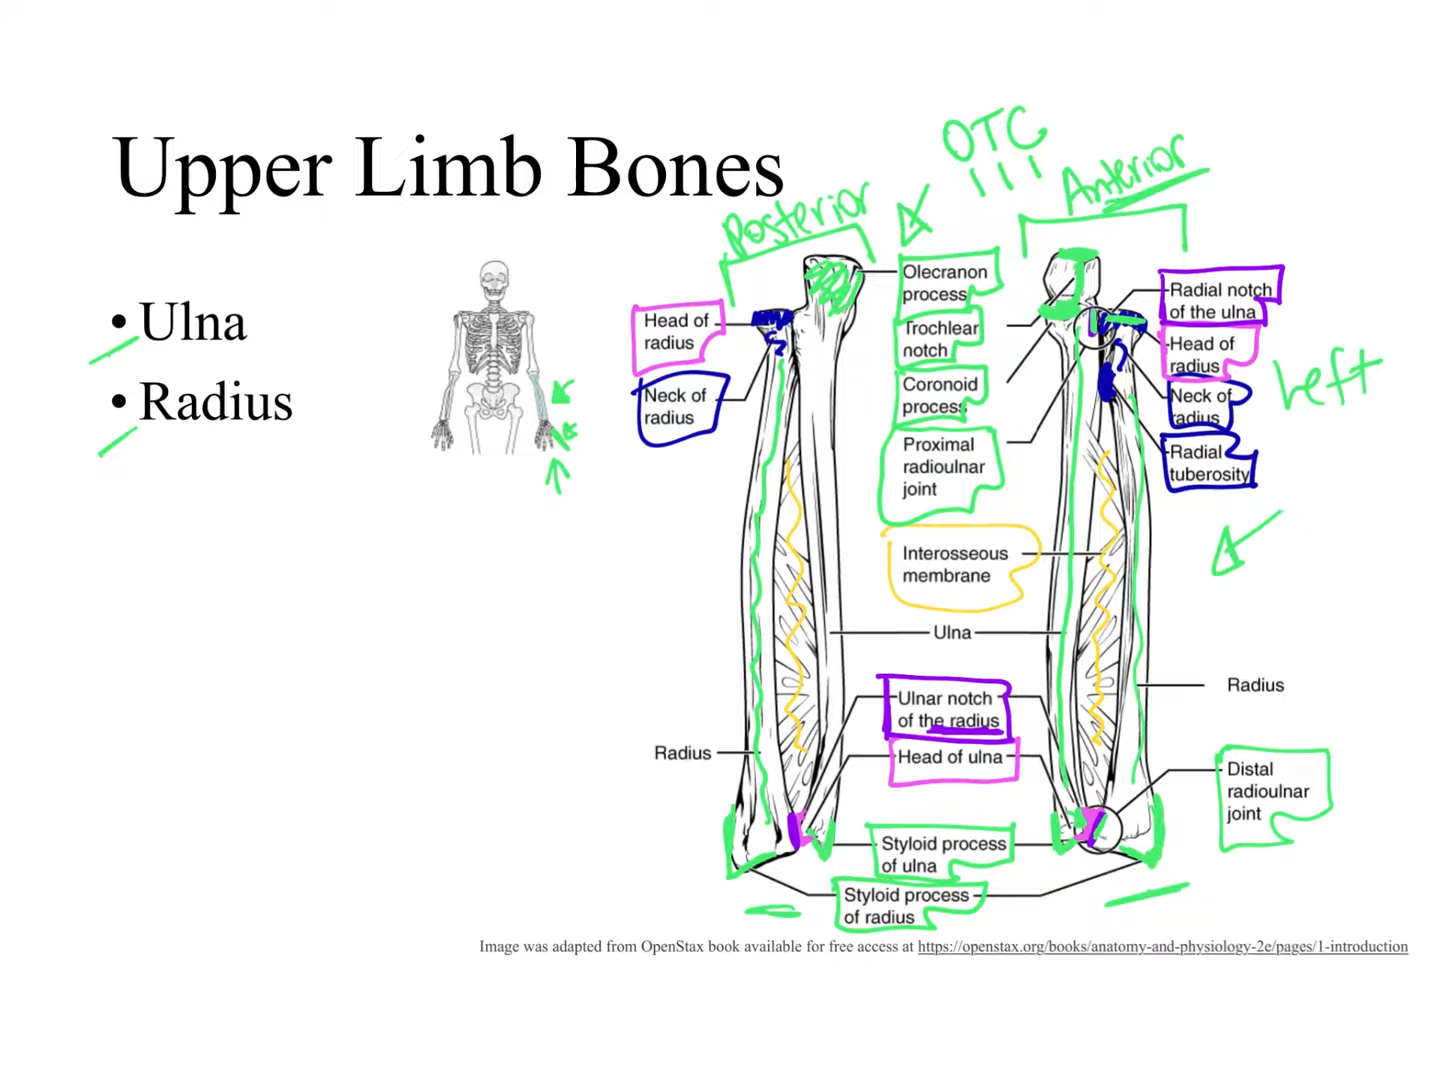 Upper Limb Bones
• Ulna
• Radius
OTC
Posterior
Anterior
Left
Head of
radius
Neck of
radius
Radius
Olecranon
process
Trochlear
notch
Coronoid
process
Proximal
radioulnar
joint
Interosseous
membrane
Ulna
Ulnar notch
of the radius
Head of ulna
Styloid process
of ulna
Styloid process
of radius
Radial notch
of the ulna
Head of
radius
Neck of
radius
Radial
tuberosity
Radius
Distal
radioulnar
joint
Image was adapted from OpenStax book available for free access at https://openstax.org/books/anatomy-and-physiology-2e/pages/1-introduction